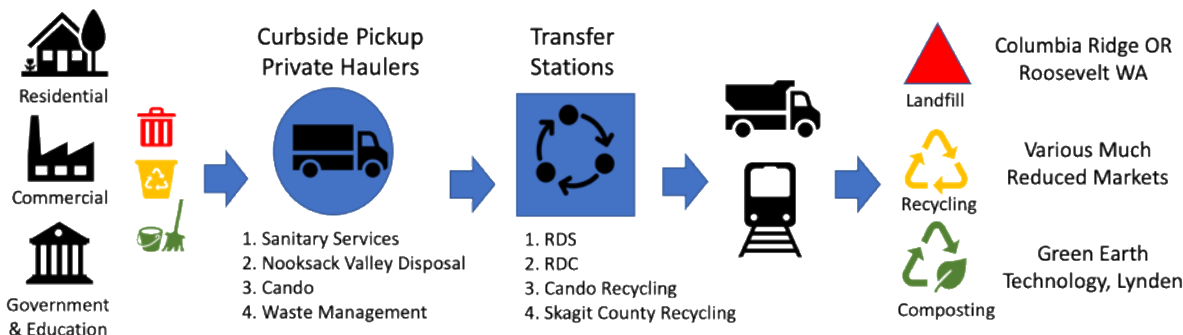 Residential
Commercial
Government
& Education
Curbside Pickup
Private Haulers
1. Sanitary Services
2. Nooksack Valley Disposal
3. Cando
4. Waste Management
Transfer
Stations
1. RDS
2. RDC
3. Cando Recycling
4. Skagit County Recycling
Landfill
Columbia Ridge OR
Roosevelt WA
Recycling
Various Much
Reduced Markets
Composting
Green Earth
Technology, Lynden